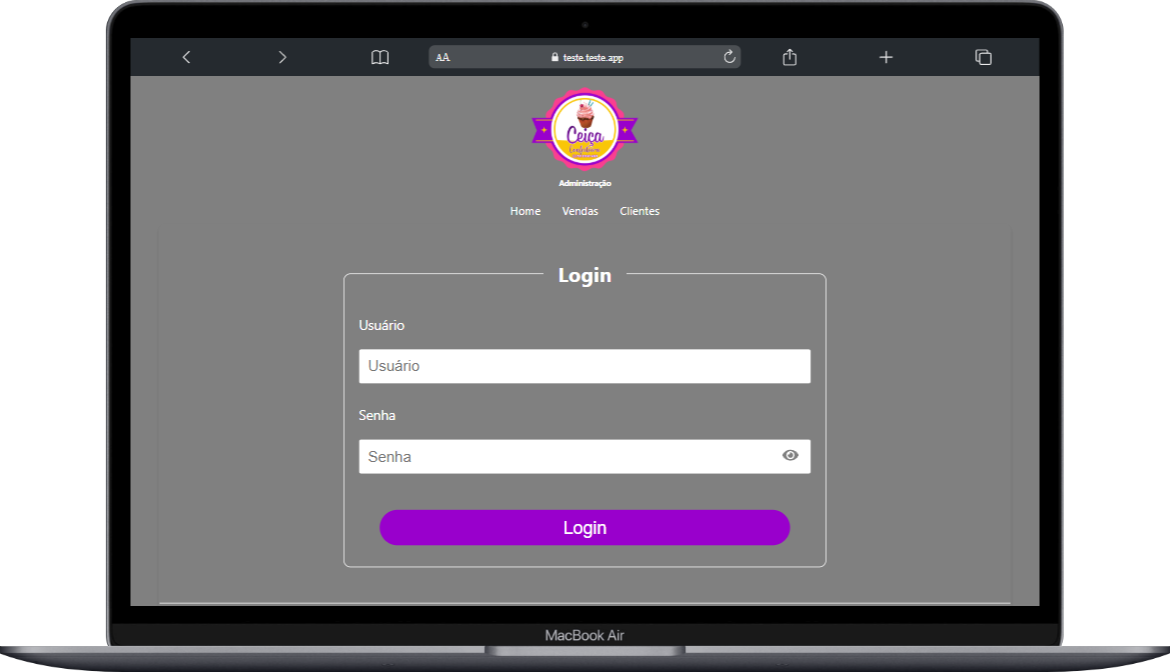 AA teste.teste.app
Ceiça
Confeitaria
Administração
Home Vendas Clientes
Login
Usuário
Usuário
Senha
Senha
Login
MacBook Air